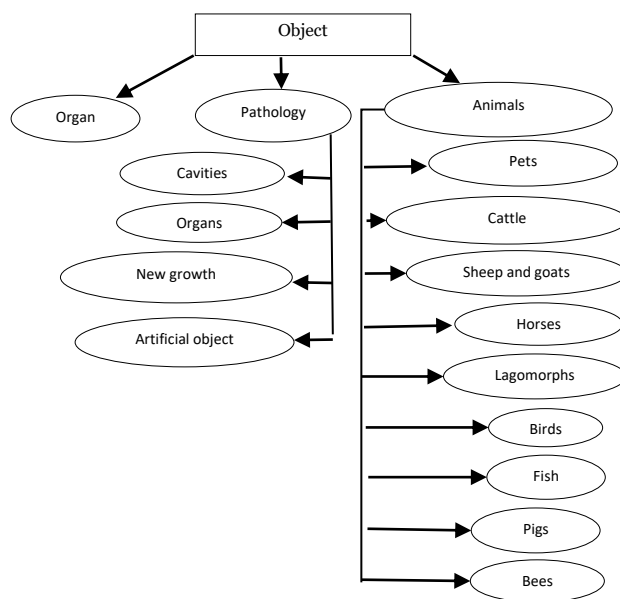 Object
Organ
Pathology
Animals
Cavities
Organs
New growth
Artificial object
Pets
Cattle
Sheep and goats
Horses
Lagomorphs
Birds
Fish
Pigs
Bees